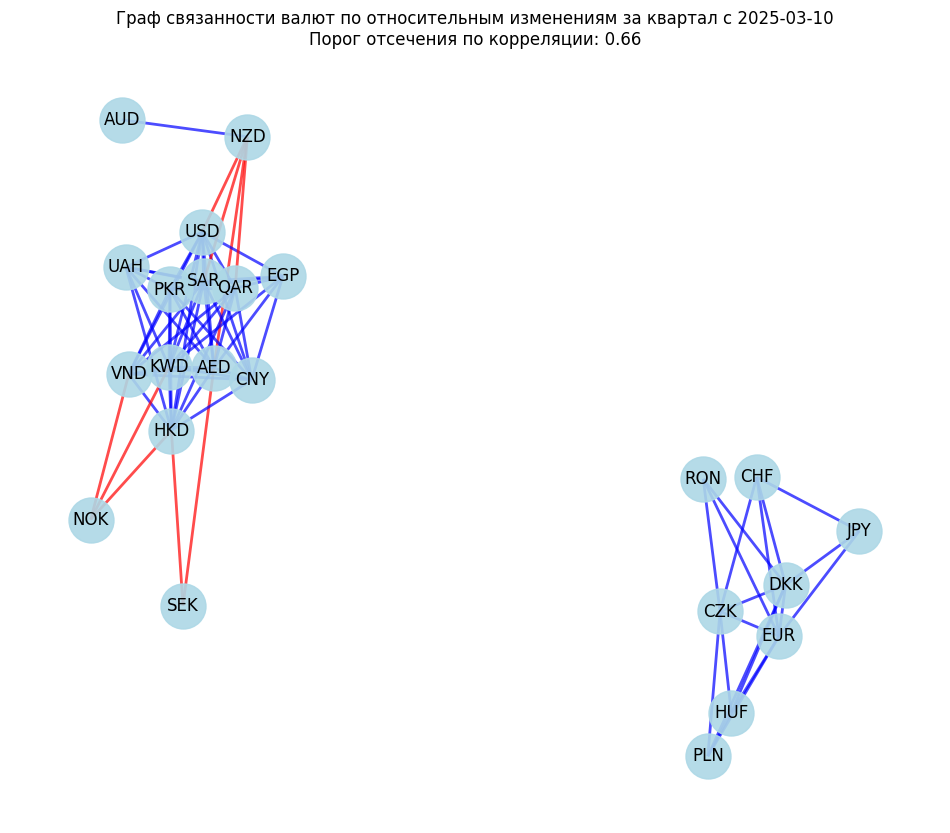 Граф связанности валют по относительным изменениям за квартал с 2025-03-10
Порог отсечения по корреляции: 0.66
AUD
NZD
USD
UAH
SAR
EGP
PKR
QAR
VND
KWD
AED
CNY
HKD
RON
CHF
NOK
JPY
DKK
SEK
CZK
EUR
HUF
PLN